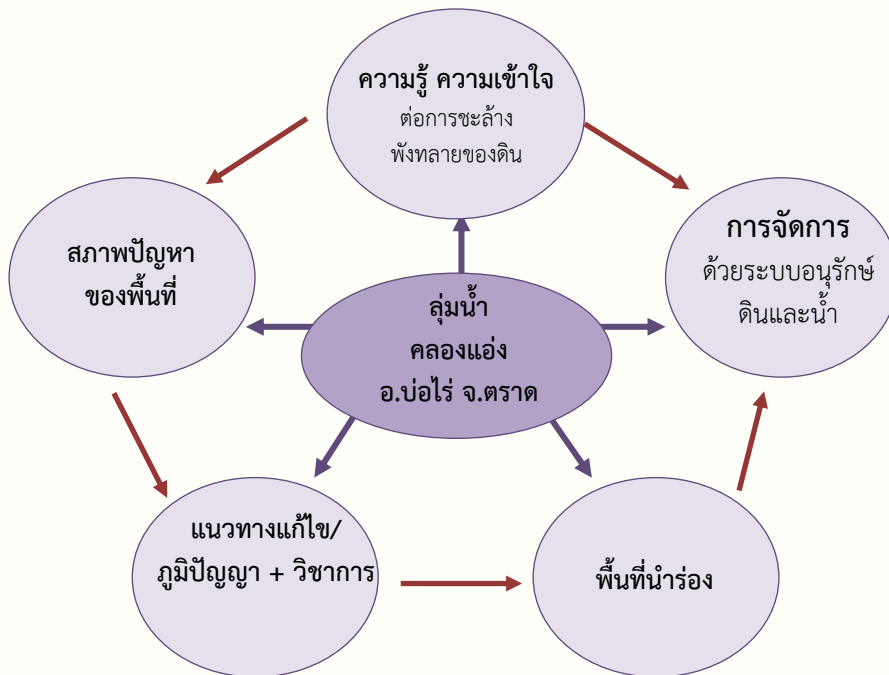 ความรู้ ความเข้าใจ
ต่อการชะล้าง
พังทลายของดิน
สภาพปัญหา
ของพื้นที่
การจัดการ
ด้วยระบบอนุรักษ์
ดินและน้ำ
ลุ่มน้ำ
คลองแอ่ง
อ.บ่อไร่ จ.ตราด
แนวทางแก้ไข/
ภูมิปัญญา + วิชาการ
พื้นที่นำร่อง